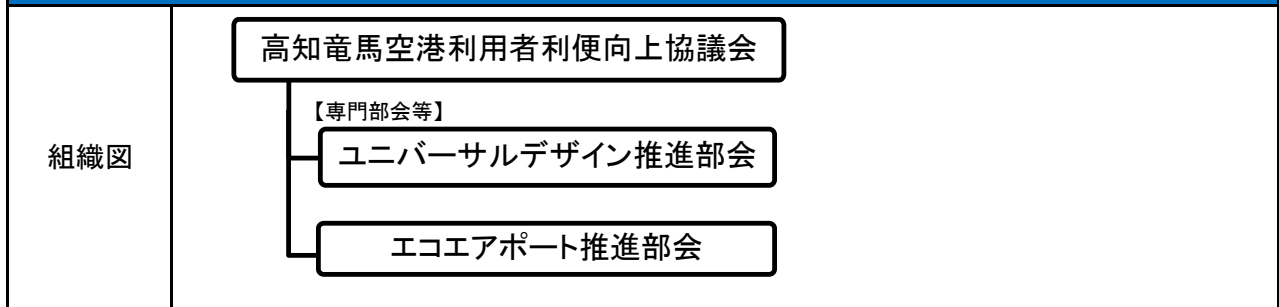 高知竜馬空港利用者利便向上協議会
【専門部会等】
組織図
ユニバーサルデザイン推進部会
エコエアポート推進部会